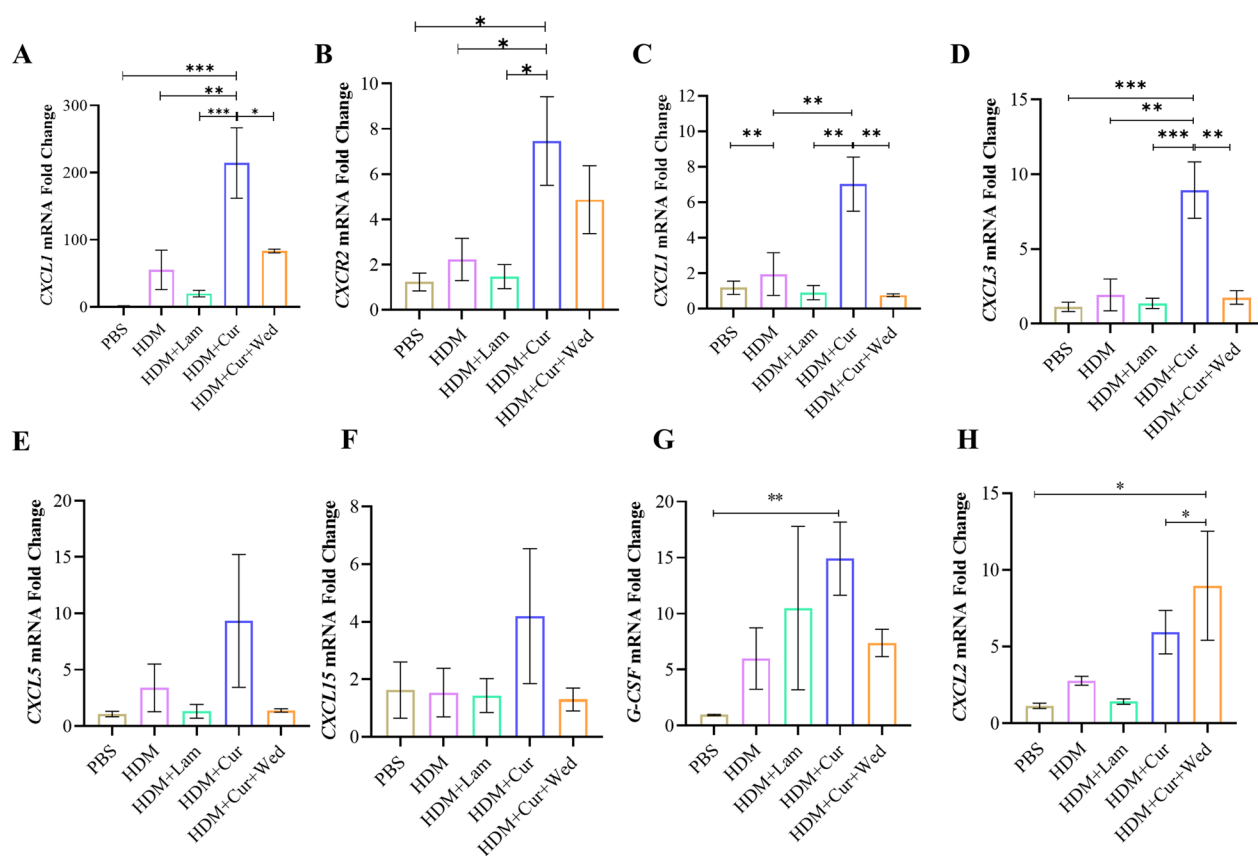 A
CXCL1 mRNA Fold Change
300
200
100
0
***
**
***
*
PBS
HDM
HDM+Lam
HDM+Cur
HDM+Cur+Wed
B
CXCR2 mRNA Fold Change
10
8
6
4
2
0
*
*
*
PBS
HDM
HDM+Lam
HDM+Cur
HDM+Cur+Wed
C
CXCL1 mRNA Fold Change
12
10
8
6
4
2
0
**
**
**
**
PBS
HDM
HDM+Lam
HDM+Cur
HDM+Cur+Wed
D
CXCL3 mRNA Fold Change
15
10
5
0
***
**
***
**
PBS
HDM
HDM+Lam
HDM+Cur
HDM+Cur+Wed
E
CXCL5 mRNA Fold Change
20
15
10
5
0
PBS
HDM
HDM+Lam
HDM+Cur
HDM+Cur+Wed
F
CXCL15 mRNA Fold Change
8
6
4
2
0
PBS
HDM
HDM+Lam
HDM+Cur
HDM+Cur+Wed
G
G-CSF mRNA Fold Change
20
15
10
5
0
**
PBS
HDM
HDM+Lam
HDM+Cur
HDM+Cur+Wed
H
CXCL2 mRNA Fold Change
15
10
5
0
*
*
PBS
HDM
HDM+Lam
HDM+Cur
HDM+Cur+Wed